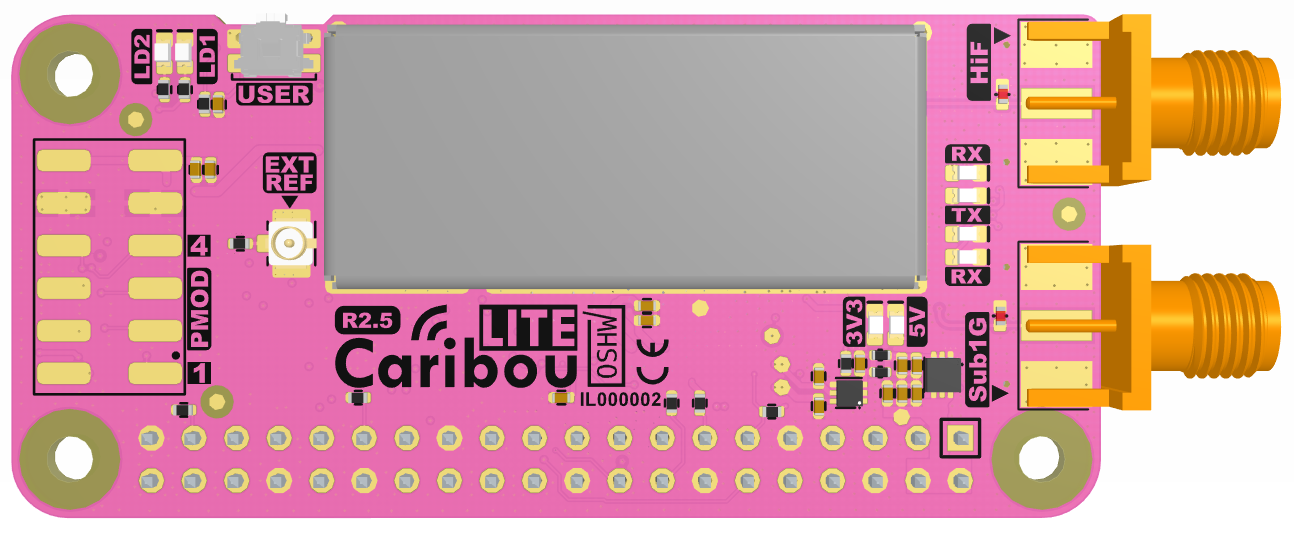 LD2
LD1
USER
HiF
EXT
REF
RX
TX
RX
4
PMOD
1
R2.5
LITE
Caribou
OSHW
CE
IL000002
3V3
5V
Sub1G